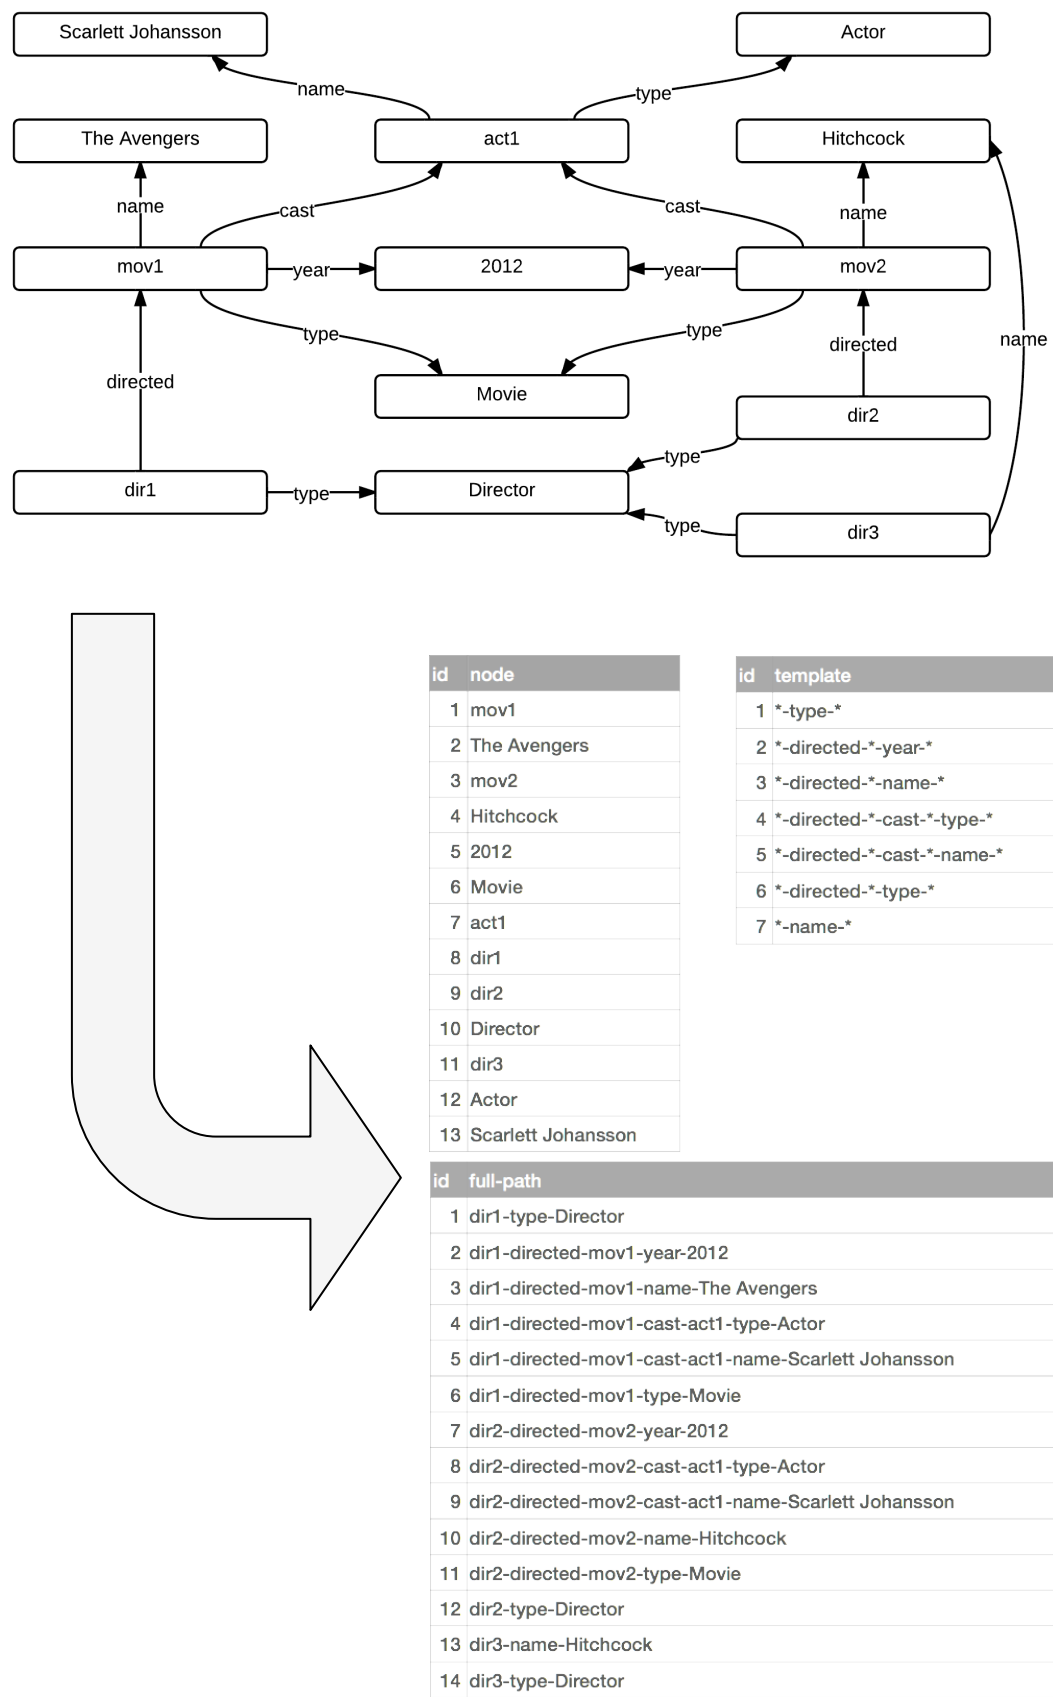 Scarlett Johansson
Actor
name
type
The Avengers
act1
Hitchcock
name
cast
cast
name
mov1
year
2012
year
mov2
type
type
directed
name
directed
Movie
dir2
type
dir1
type
Director
type
dir3
id node
1 mov1
2 The Avengers
3 mov2
4 Hitchcock
5 2012
6 Movie
7 act1
8 dir1
9 dir2
10 Director
11 dir3
12 Actor
13 Scarlett Johansson
id template
1 *-type-*
2 *-directed-*-year-*
3 *-directed-*-name-*
4 *-directed-*-cast-*-type-*
5 *-directed-*-cast-*-name-*
6 *-directed-*-type-*
7 *-name-*
id full-path
1 dir1-type-Director
2 dir1-directed-mov1-year-2012
3 dir1-directed-mov1-name-The Avengers
4 dir1-directed-mov1-cast-act1-type-Actor
5 dir1-directed-mov1-cast-act1-name-Scarlett Johansson
6 dir1-directed-mov1-type-Movie
7 dir2-directed-mov2-year-2012
8 dir2-directed-mov2-cast-act1-type-Actor
9 dir2-directed-mov2-cast-act1-name-Scarlett Johansson
10 dir2-directed-mov2-name-Hitchcock
11 dir2-directed-mov2-type-Movie
12 dir2-type-Director
13 dir3-name-Hitchcock
14 dir3-type-Director